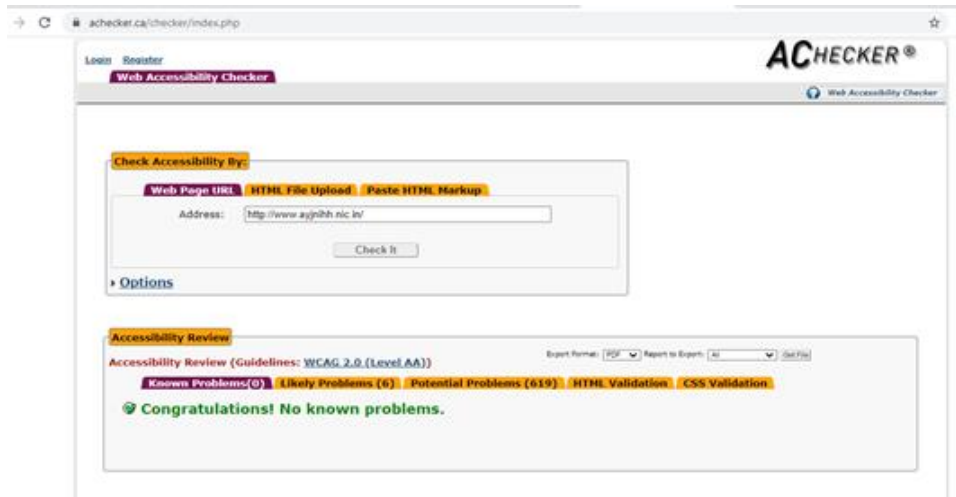 achecker.ca/checker/index.php
ACHECKER®
Login Register
Web Accessibility Checker
Web Accessibility Checker
Check Accessibility By:
Web Page URL HTML File Upload Paste HTML Markup
Address: http://www.ayjnihh.nic.in/
Check It
Options
Accessibility Review
Accessibility Review (Guidelines: WCAG 2.0 (Level AA))
Export Format: PDF Report to Export: All Get File
Known Problems(0) Likely Problems (6) Potential Problems (619) HTML Validation CSS Validation
Congratulations! No known problems.